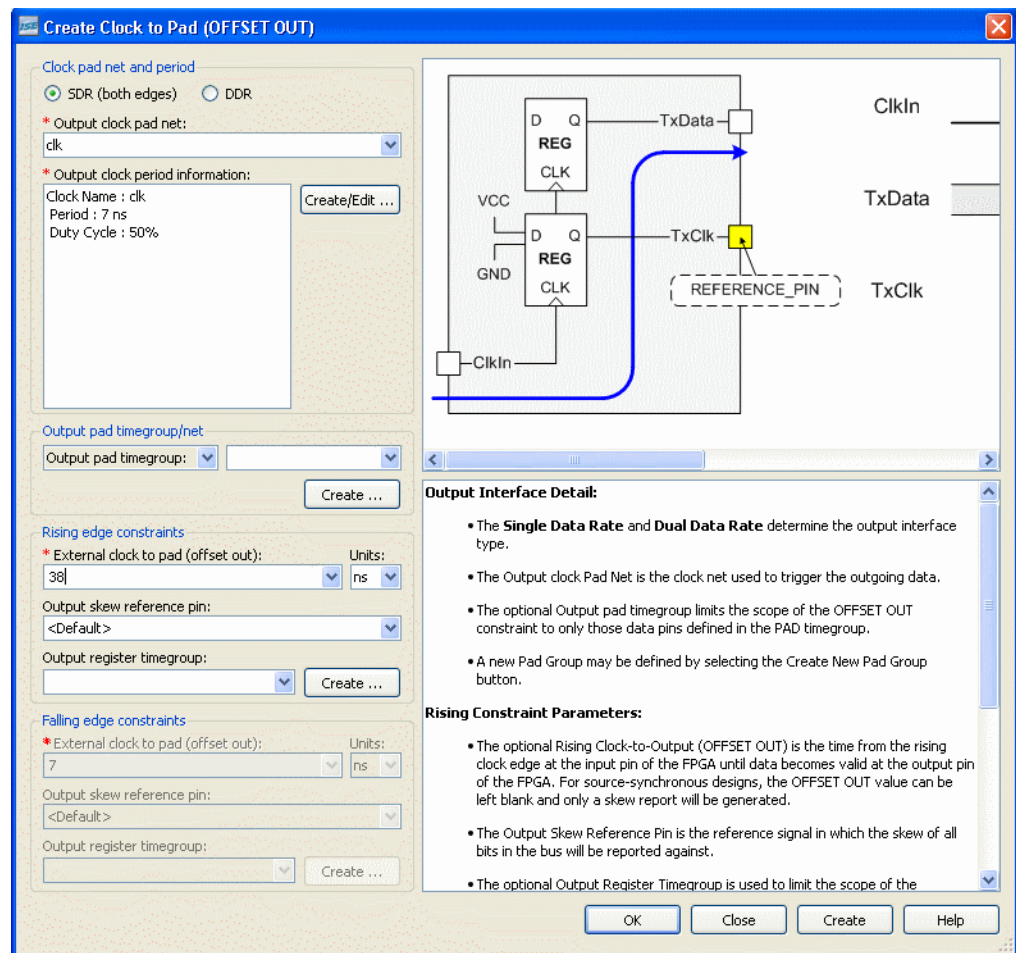 ISE Create Clock to Pad (OFFSET OUT)
Clock pad net and period
SDR (both edges) DDR
* Output clock pad net:
clk
* Output clock period information:
Clock Name : clk
Period : 7 ns
Duty Cycle : 50%
Create/Edit ...
Output pad timegroup/net
Output pad timegroup:
Create ...
Rising edge constraints
* External clock to pad (offset out): Units:
38 ns
Output skew reference pin:
<Default>
Output register timegroup:
Create ...
Falling edge constraints
* External clock to pad (offset out): Units:
7 ns
Output skew reference pin:
<Default>
Output register timegroup:
Create ...
D Q
REG
CLK
TxData
VCC
GND
D Q
REG
CLK
TxClk
REFERENCE_PIN
ClkIn
ClkIn
TxData
TxClk
Output Interface Detail:
• The Single Data Rate and Dual Data Rate determine the output interface
type.
• The Output clock Pad Net is the clock net used to trigger the outgoing data.
• The optional Output pad timegroup limits the scope of the OFFSET OUT
constraint to only those data pins defined in the PAD timegroup.
• A new Pad Group may be defined by selecting the Create New Pad Group
button.
Rising Constraint Parameters:
• The optional Rising Clock-to-Output (OFFSET OUT) is the time from the rising
clock edge at the input pin of the FPGA until data becomes valid at the output pin
of the FPGA. For source-synchronous designs, the OFFSET OUT value can be
left blank and only a skew report will be generated.
• The Output Skew Reference Pin is the reference signal in which the skew of all
bits in the bus will be reported against.
• The optional Output Register Timegroup is used to limit the scope of the
OK Close Create Help